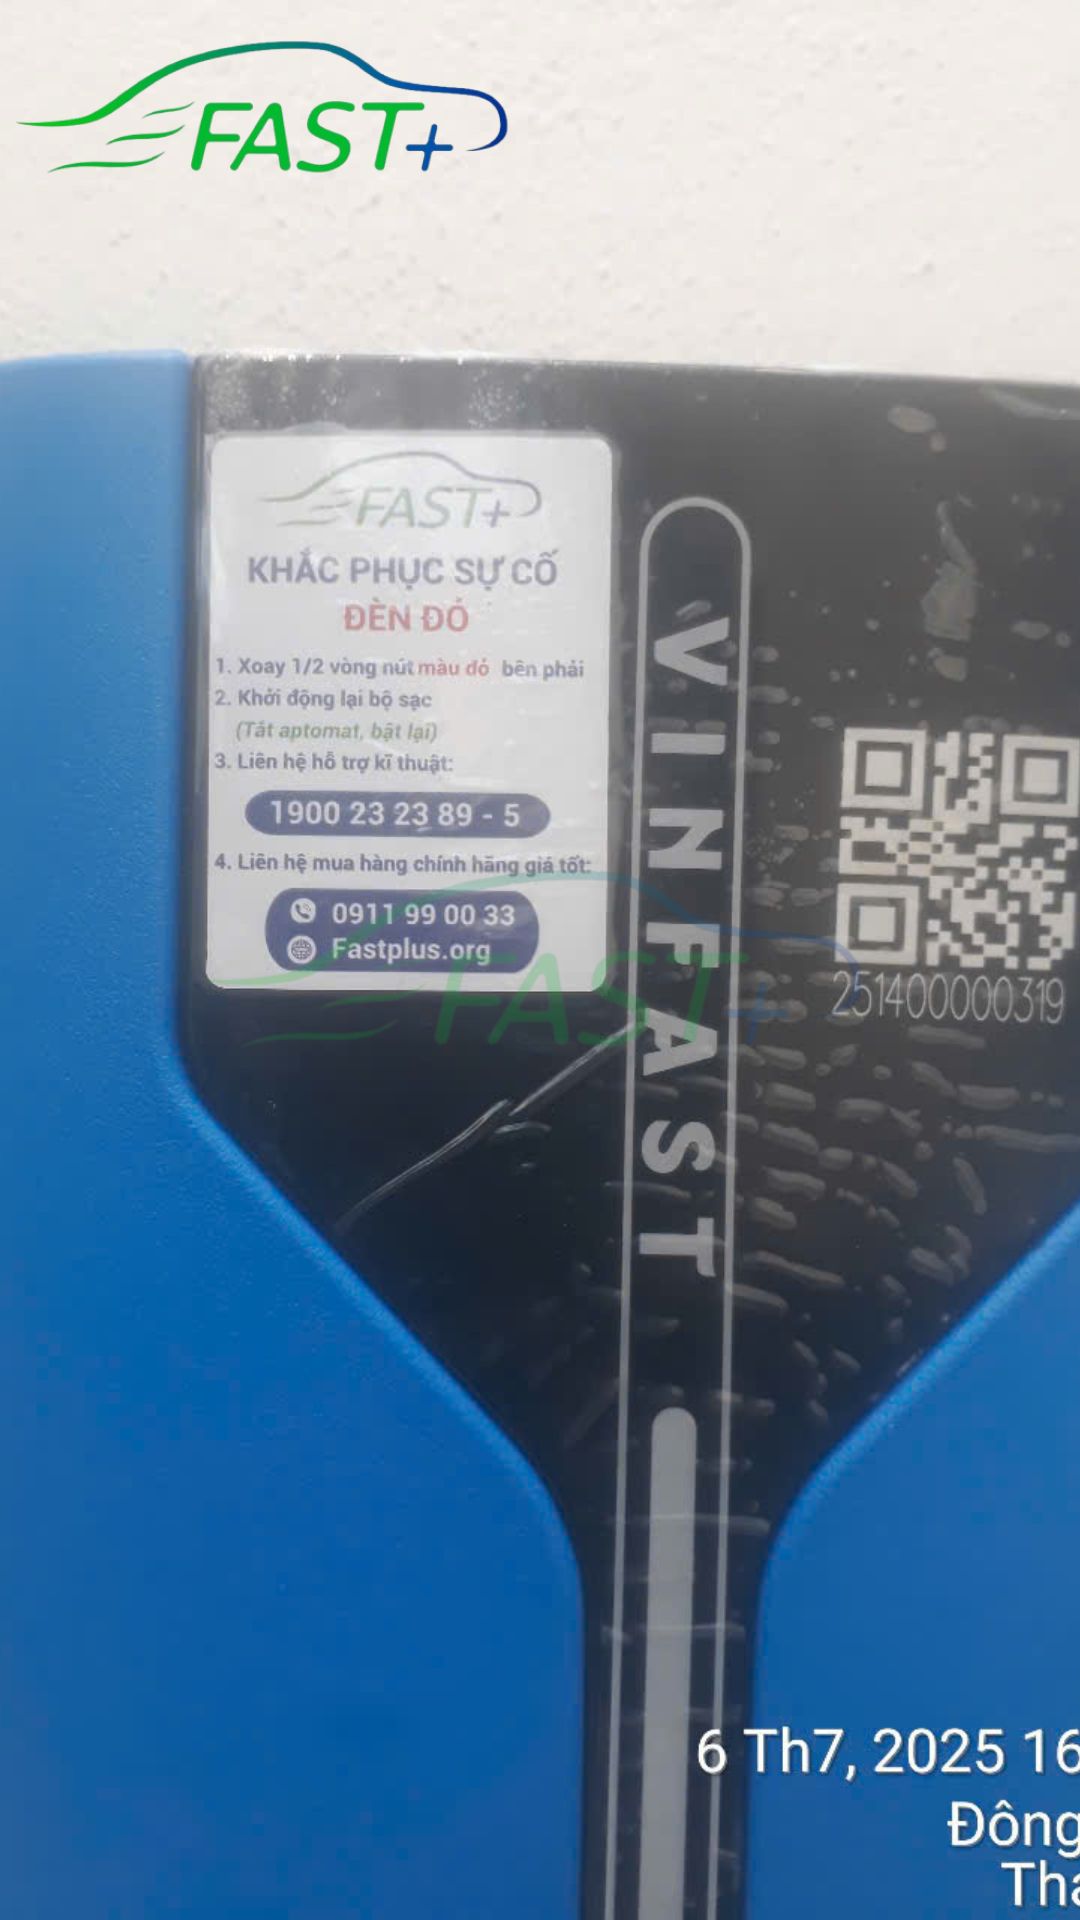 FAST+
FAST+
KHẮC PHỤC SỰ CỐ
ĐÈN ĐỎ
1. Xoay 1/2 vòng nút màu đỏ bên phải
2. Khởi động lại bộ sạc
(Tắt aptomat, bật lại)
3. Liên hệ hỗ trợ kĩ thuật:
1900 23 23 89 - 5
4. Liên hệ mua hàng chính hãng giá tốt:
0911 99 00 33
Fastplus.org
VINFAST
251400000319
FAST+
6 Th7, 2025 16
Đông
Tha